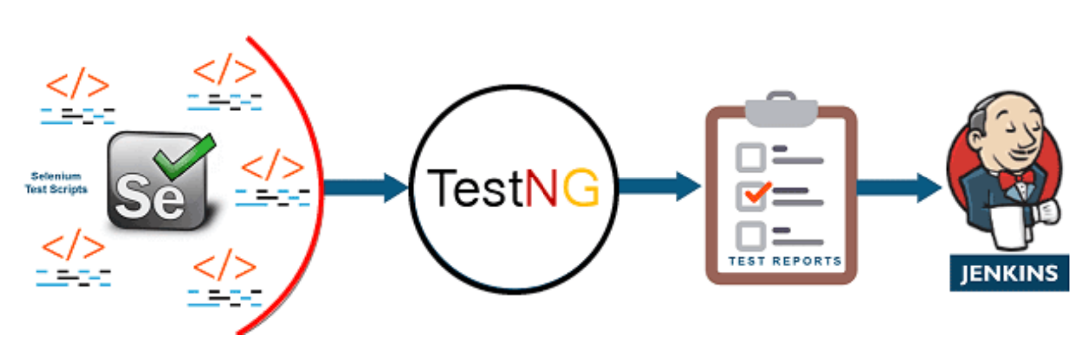 </>
</>
</>
</>
</>
Selenium
Test Scripts
Se
TestNG
TEST REPORTS
JENKINS